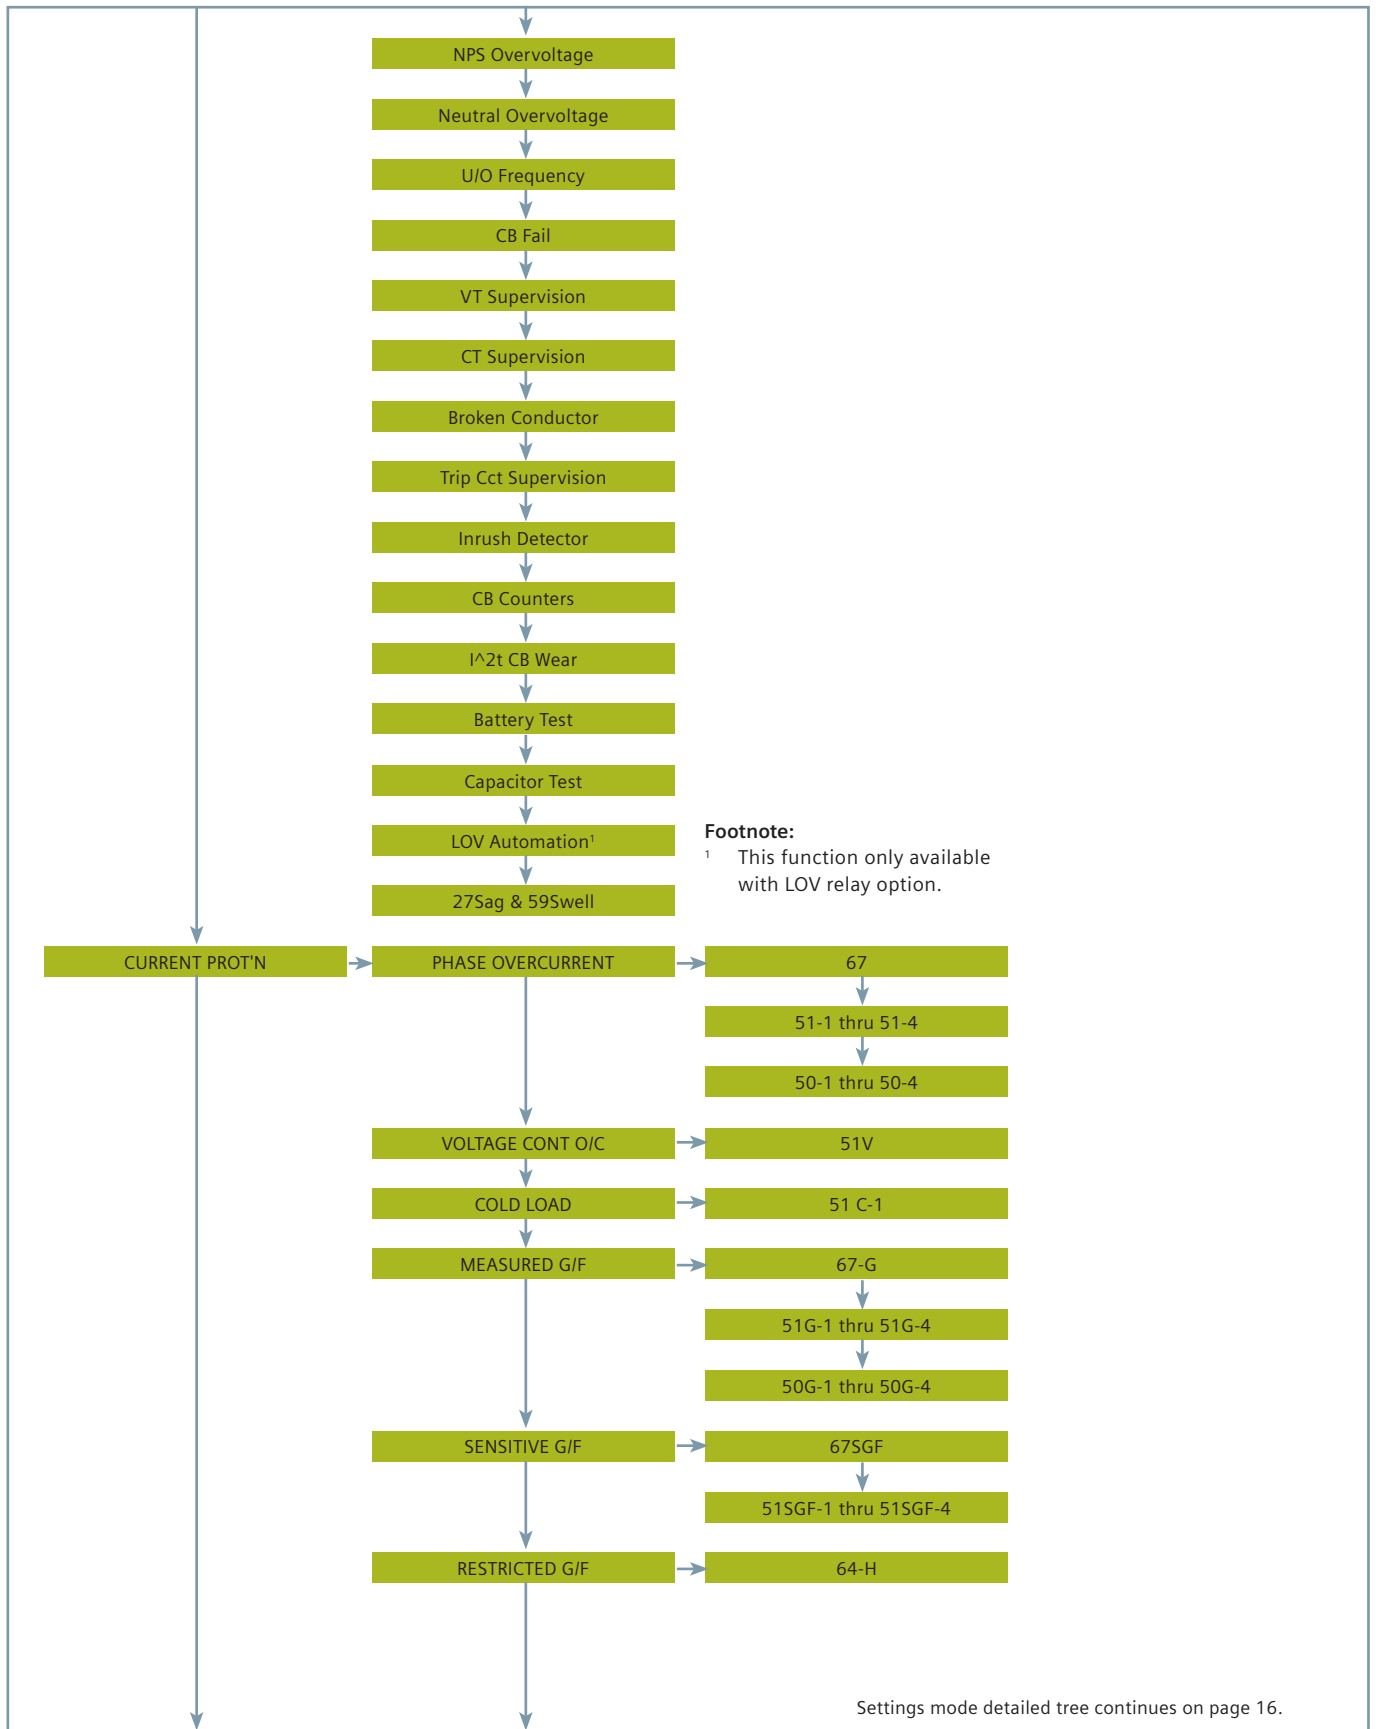 NPS Overvoltage
Neutral Overvoltage
U/O Frequency
CB Fail
VT Supervision
CT Supervision
Broken Conductor
Trip Cct Supervision
Inrush Detector
CB Counters
I^2t CB Wear
Battery Test
Capacitor Test
LOV Automation¹
27Sag & 59Swell
Footnote:
¹ This function only available
with LOV relay option.
CURRENT PROT'N
PHASE OVERCURRENT
67
51-1 thru 51-4
50-1 thru 50-4
VOLTAGE CONT O/C
51V
COLD LOAD
51 C-1
MEASURED G/F
67-G
51G-1 thru 51G-4
50G-1 thru 50G-4
SENSITIVE G/F
67SGF
51SGF-1 thru 51SGF-4
RESTRICTED G/F
64-H
Settings mode detailed tree continues on page 16.